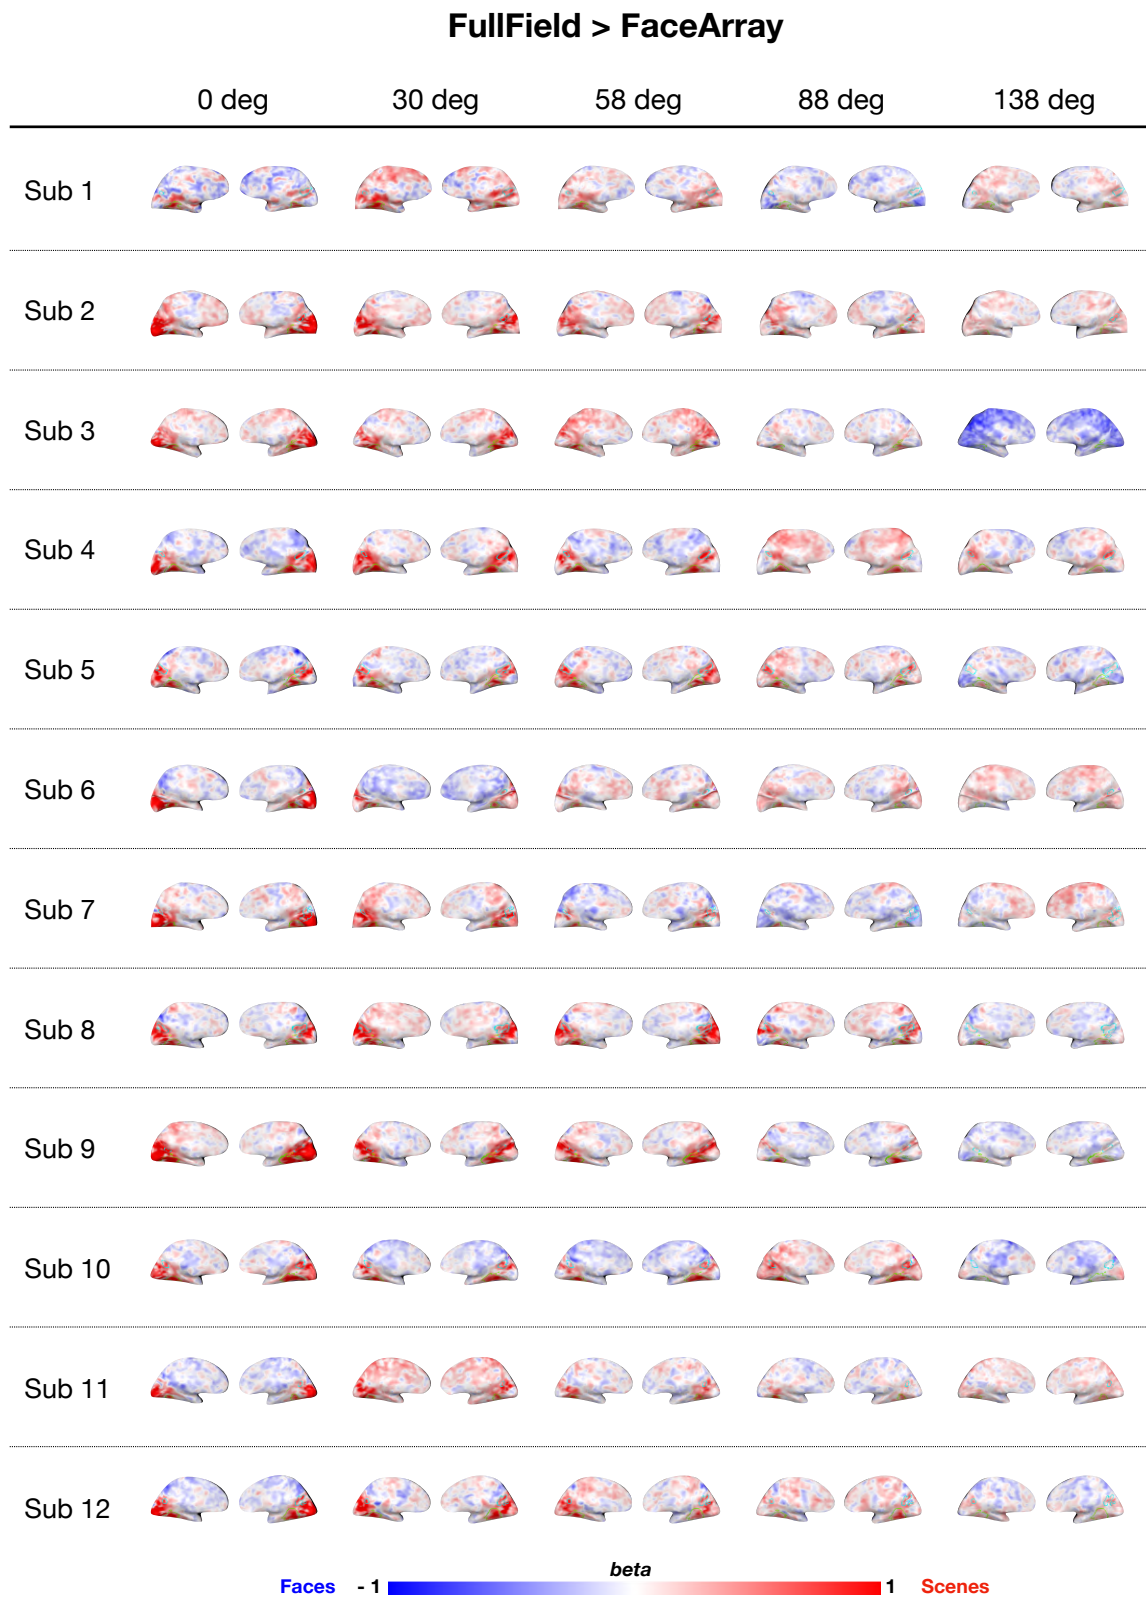 FullField > FaceArray
0 deg 30 deg 58 deg 88 deg 138 deg
Sub 1
Sub 2
Sub 3
Sub 4
Sub 5
Sub 6
Sub 7
Sub 8
Sub 9
Sub 10
Sub 11
Sub 12
beta
Faces - 1 1 Scenes